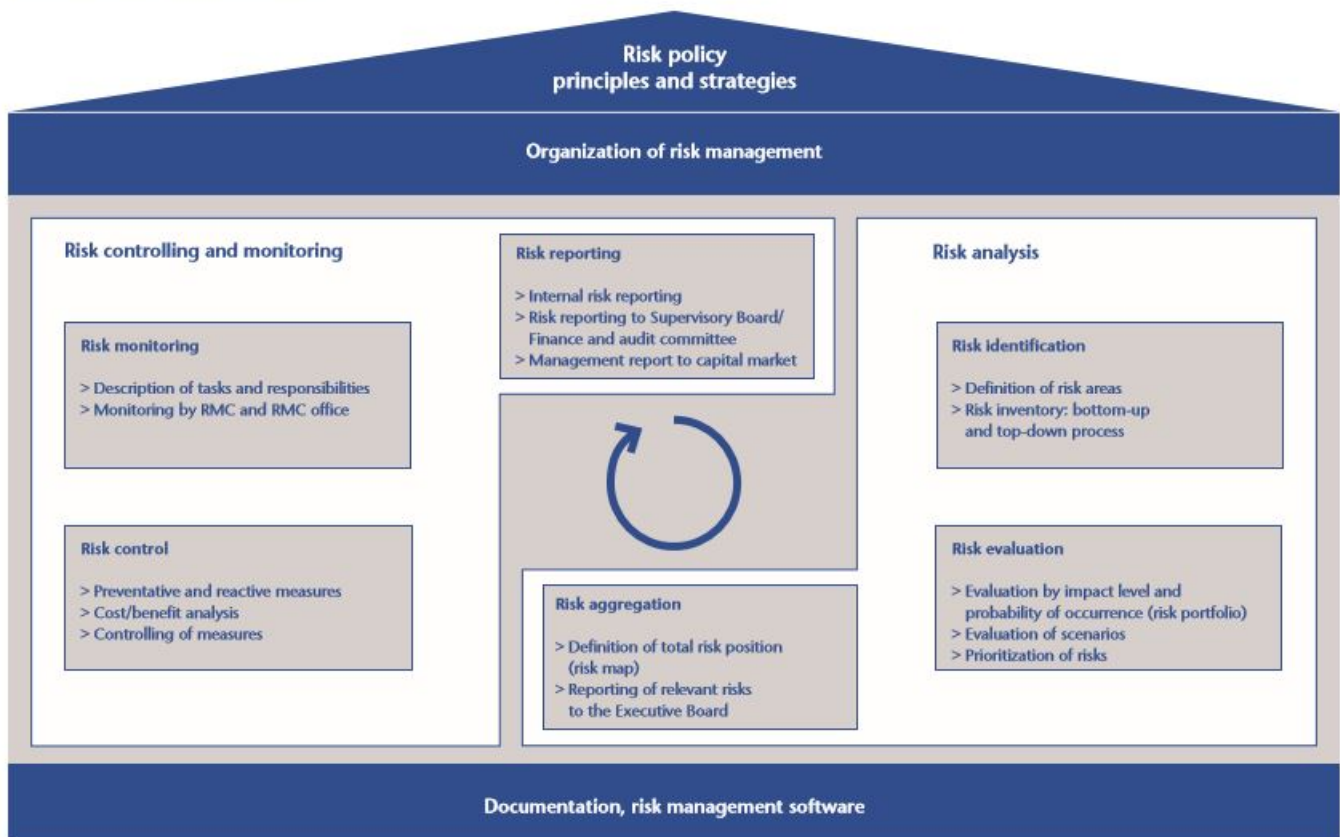 Risk policy
principles and strategies
Organization of risk management
Risk controlling and monitoring
Risk reporting
> Internal risk reporting
> Risk reporting to Supervisory Board/
Finance and audit committee
> Management report to capital market
Risk monitoring
> Description of tasks and responsibilities
> Monitoring by RMC and RMC office
Risk control
> Preventative and reactive measures
> Cost/benefit analysis
> Controlling of measures
Risk analysis
Risk identification
> Definition of risk areas
> Risk inventory: bottom-up
and top-down process
Risk evaluation
> Evaluation by impact level and
probability of occurrence (risk portfolio)
> Evaluation of scenarios
> Prioritization of risks
Risk aggregation
> Definition of total risk position
(risk map)
> Reporting of relevant risks
to the Executive Board
Documentation, risk management software